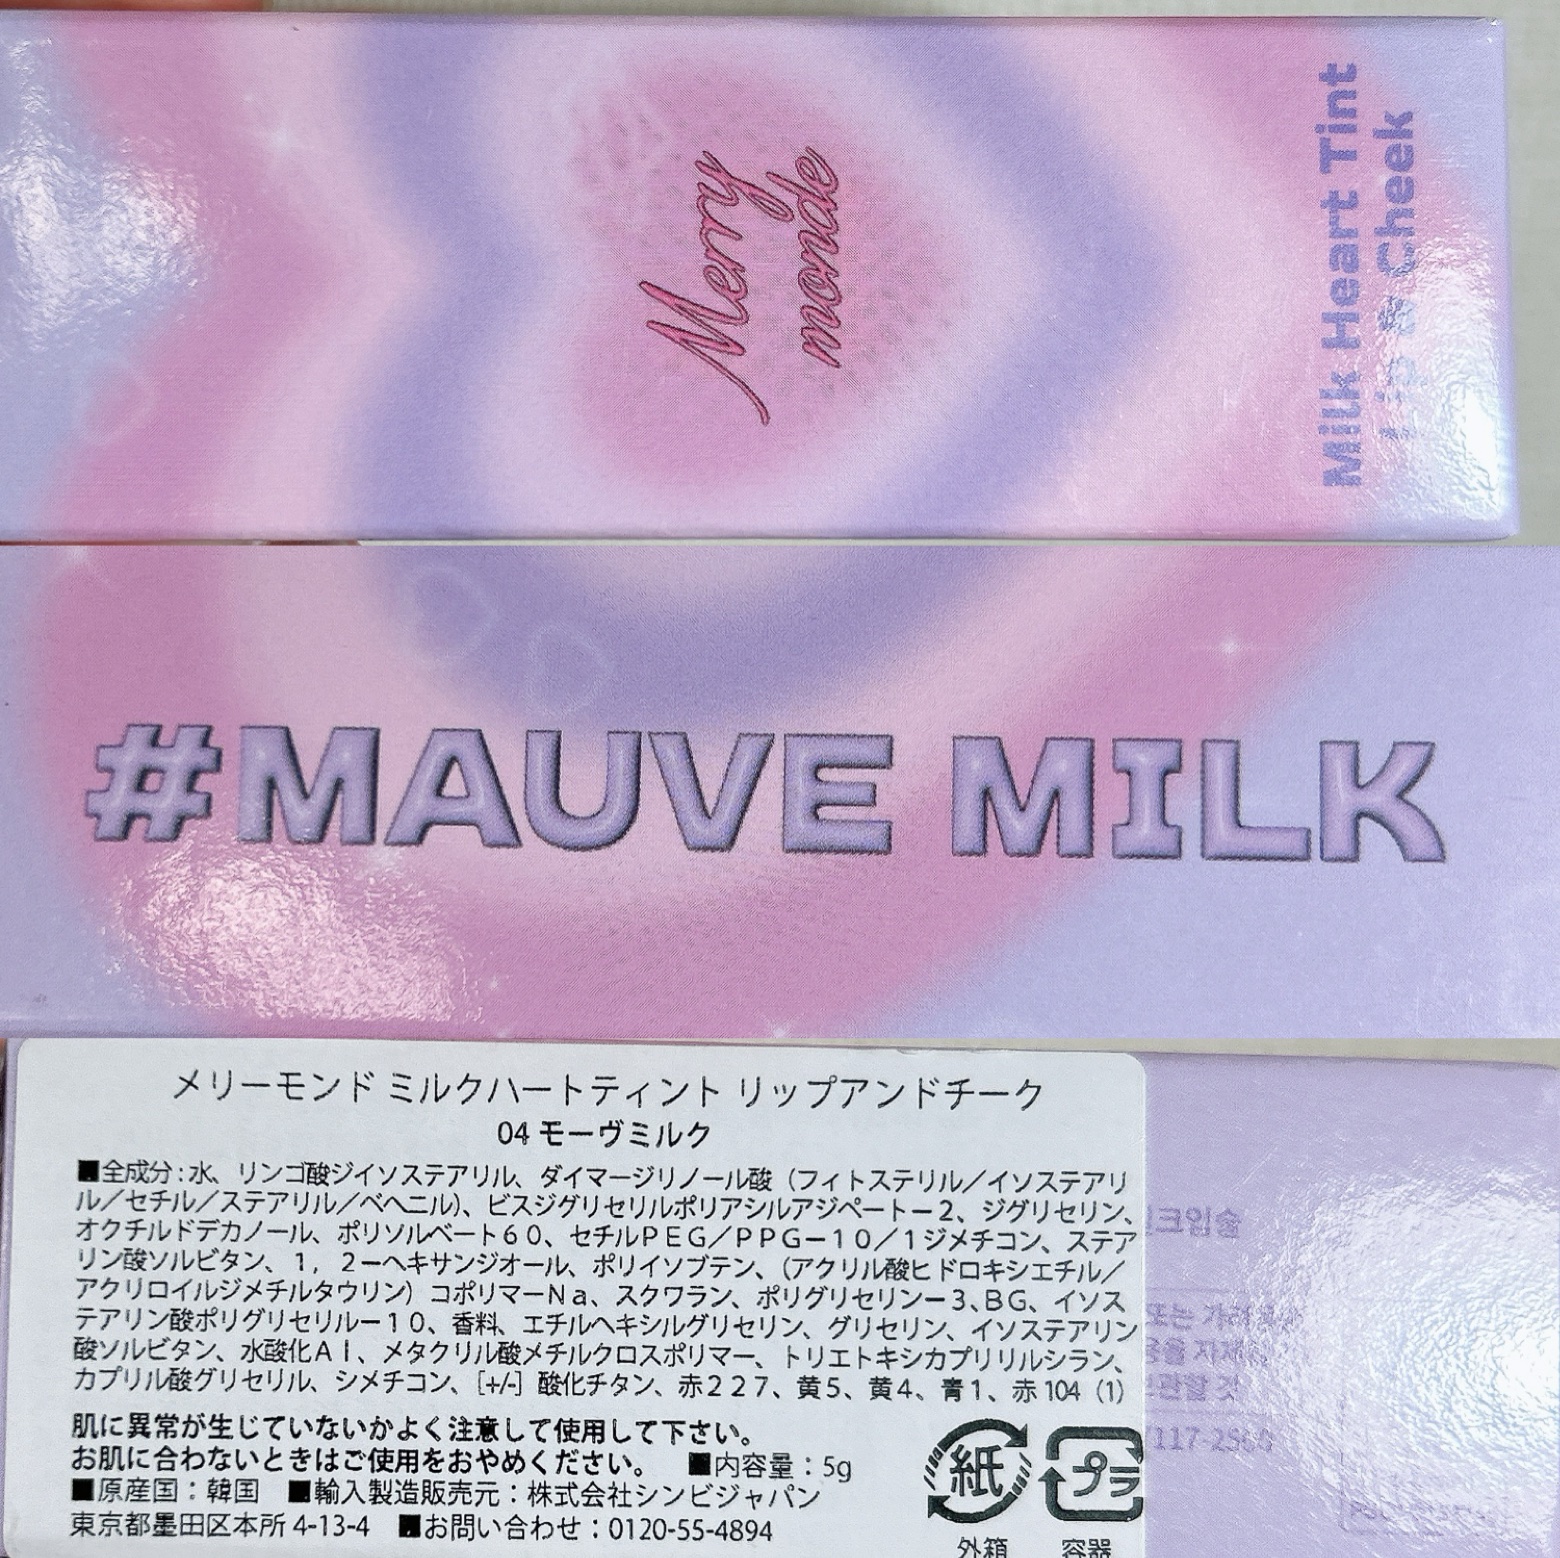 Merry
monde
Milk Heart Tint
Lip & Cheek
#MAUVE MILK
メリーモンド ミルクハートティント リップアンドチーク
04 モーヴミルク
■全成分：水、リンゴ酸ジイソステアリル、ダイマージリノール酸（フィトステリル／イソステアリ
ル／セチル／ステアリル／ベヘニル）、ビスジグリセリルポリアシルアジペートー２、ジグリセリン、
オクチルドデカノール、ポリソルベート６０、セチルＰＥＧ／ＰＰＧ－１０／１ジメチコン、ステア
リン酸ソルビタン、１，２－ヘキサンジオール、ポリイソブテン、（アクリル酸ヒドロキシエチル／
アクリロイルジメチルタウリン）コポリマーＮａ、スクワラン、ポリグリセリン－３、ＢＧ、イソス
テアリン酸ポリグリセリル－１０、香料、エチルヘキシルグリセリン、グリセリン、イソステアリン
酸ソルビタン、水酸化Ａｌ、メタクリル酸メチルクロスポリマー、トリエトキシカプリリルシラン、
カプリル酸グリセリル、シメチコン、[+/-] 酸化チタン、赤２２７、黄５、黄４、青１、赤 104（1）
肌に異常が生じていないかよく注意して使用して下さい。
お肌に合わないときはご使用をおやめください。 ■内容量：5g
■原産国：韓国 ■輸入製造販売元：株式会社シンビジャパン
東京都墨田区本所 4-13-4 ■お問い合わせ：0120-55-4894
紙
プラ
外箱
容器
크임솔
또는
보관할 것